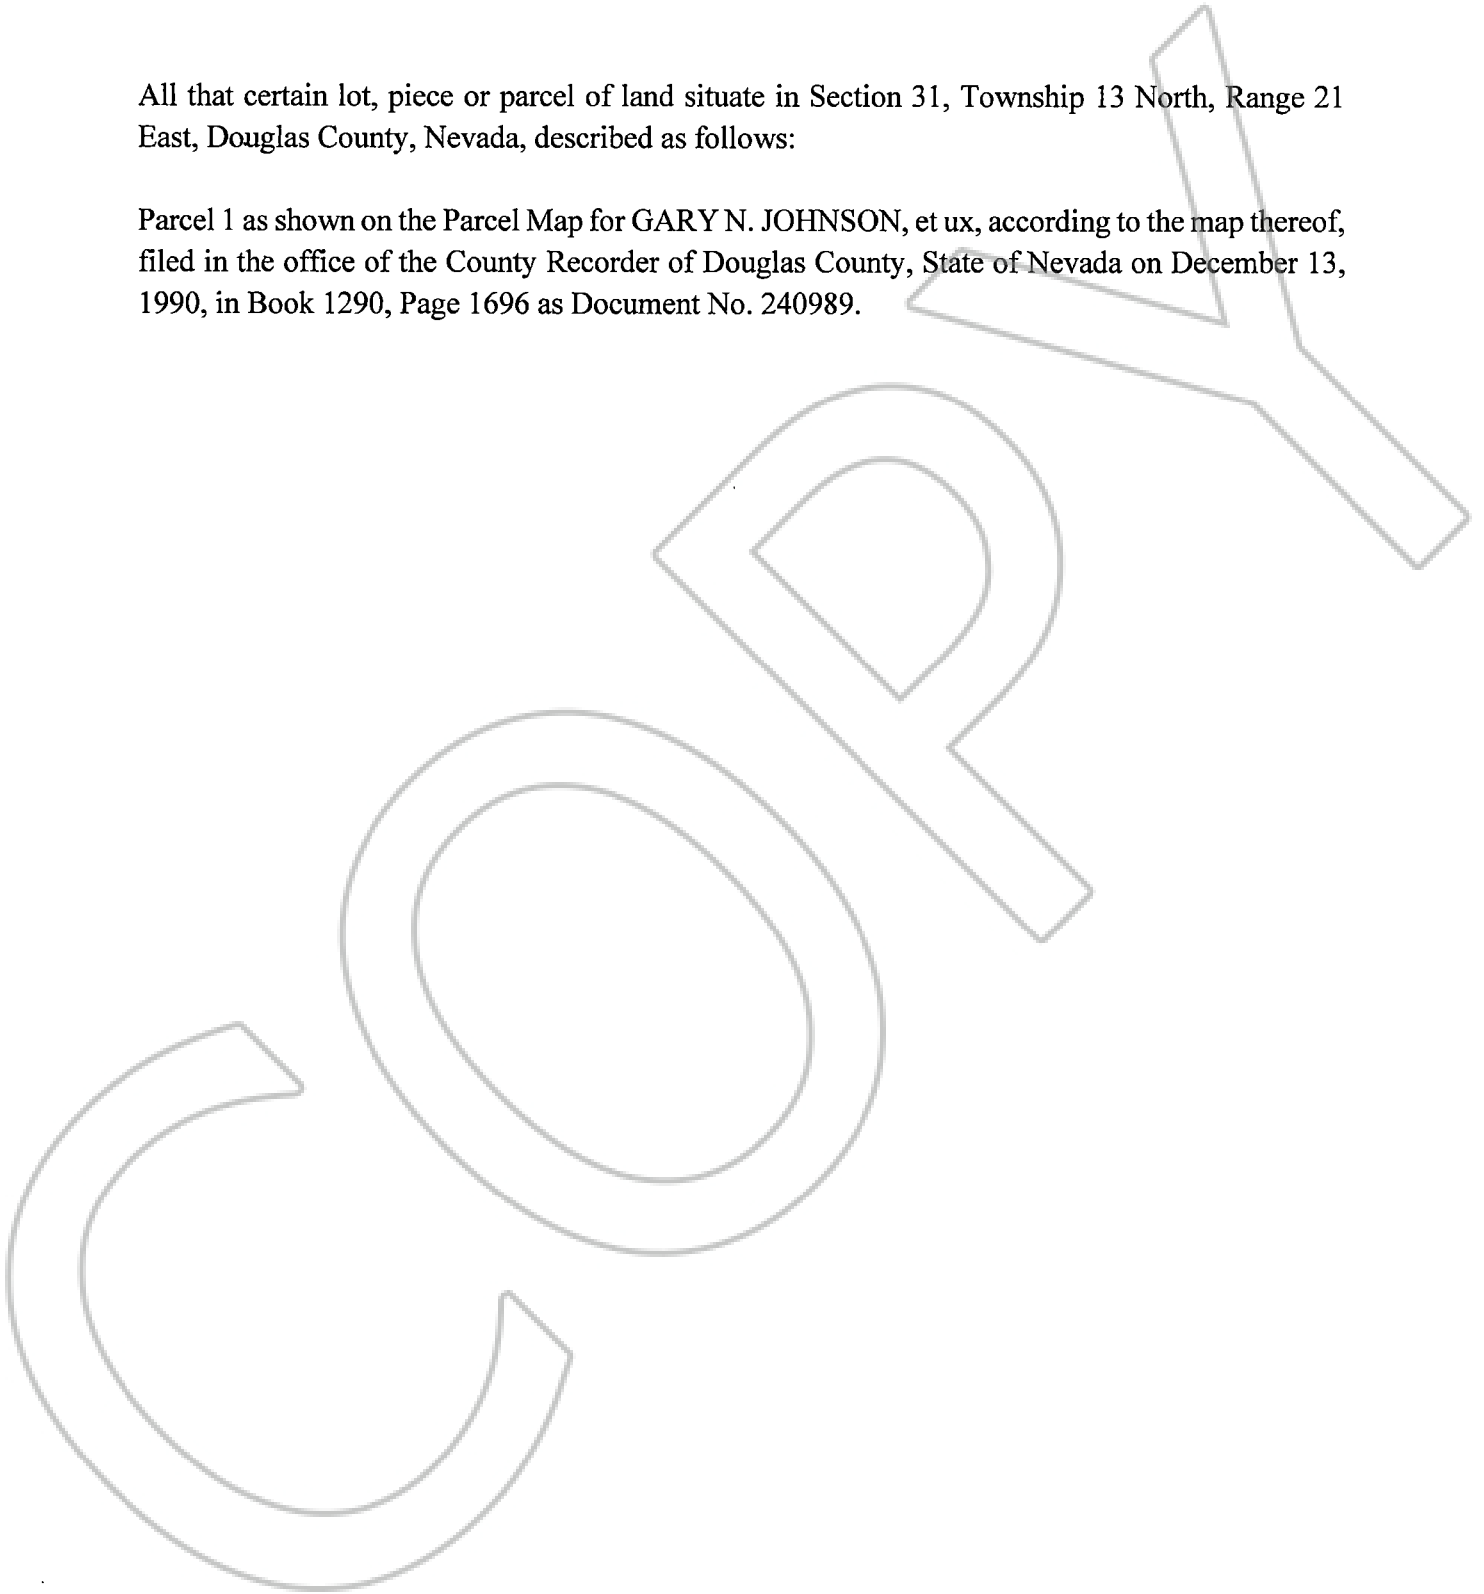 All that certain lot, piece or parcel of land situate in Section 31, Township 13 North, Range 21
East, Douglas County, Nevada, described as follows:
Parcel 1 as shown on the Parcel Map for GARY N. JOHNSON, et ux, according to the map thereof,
filed in the office of the County Recorder of Douglas County, State of Nevada on December 13,
1990, in Book 1290, Page 1696 as Document No. 240989.
COPY